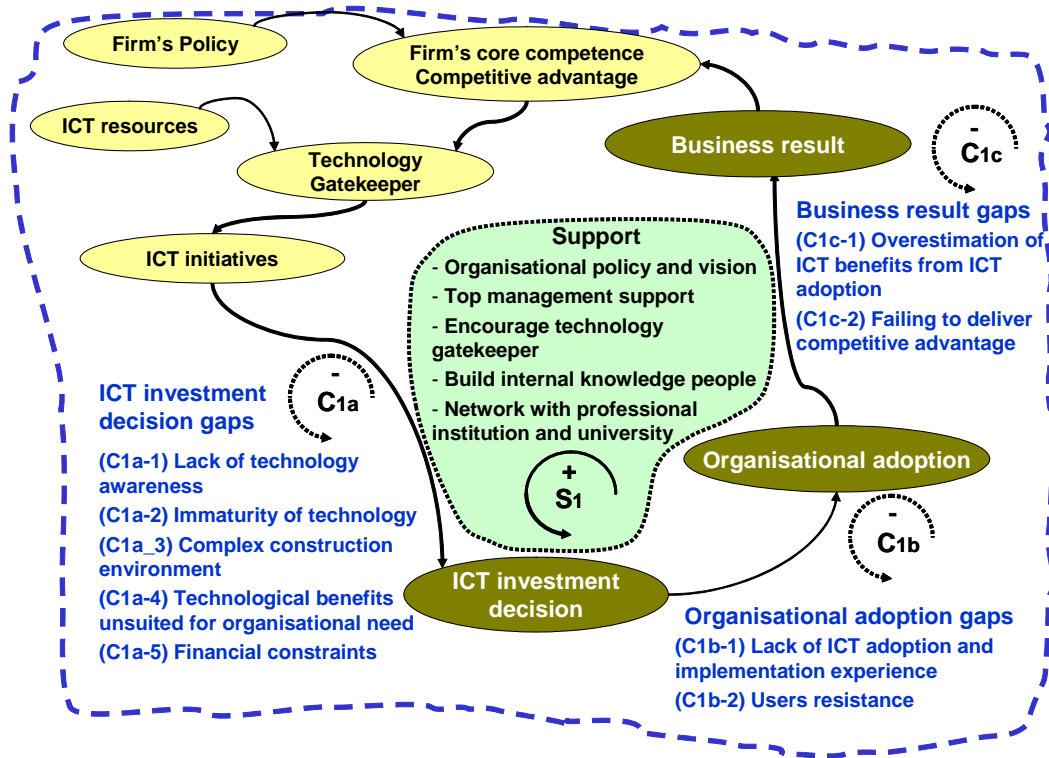 Firm's Policy
Firm's core competence
Competitive advantage
ICT resources
Technology
Gatekeeper
ICT initiatives
Business result
-
C1c
Business result gaps
(C1c-1) Overestimation of
ICT benefits from ICT
adoption
(C1c-2) Failing to deliver
competitive advantage
Support
- Organisational policy and vision
- Top management support
- Encourage technology
gatekeeper
- Build internal knowledge people
- Network with professional
institution and university
+
S1
-
C1a
ICT investment
decision gaps
(C1a-1) Lack of technology
awareness
(C1a-2) Immaturity of technology
(C1a_3) Complex construction
environment
(C1a-4) Technological benefits
unsuited for organisational need
(C1a-5) Financial constraints
Organisational adoption
-
C1b
ICT investment
decision
Organisational adoption gaps
(C1b-1) Lack of ICT adoption and
implementation experience
(C1b-2) Users resistance